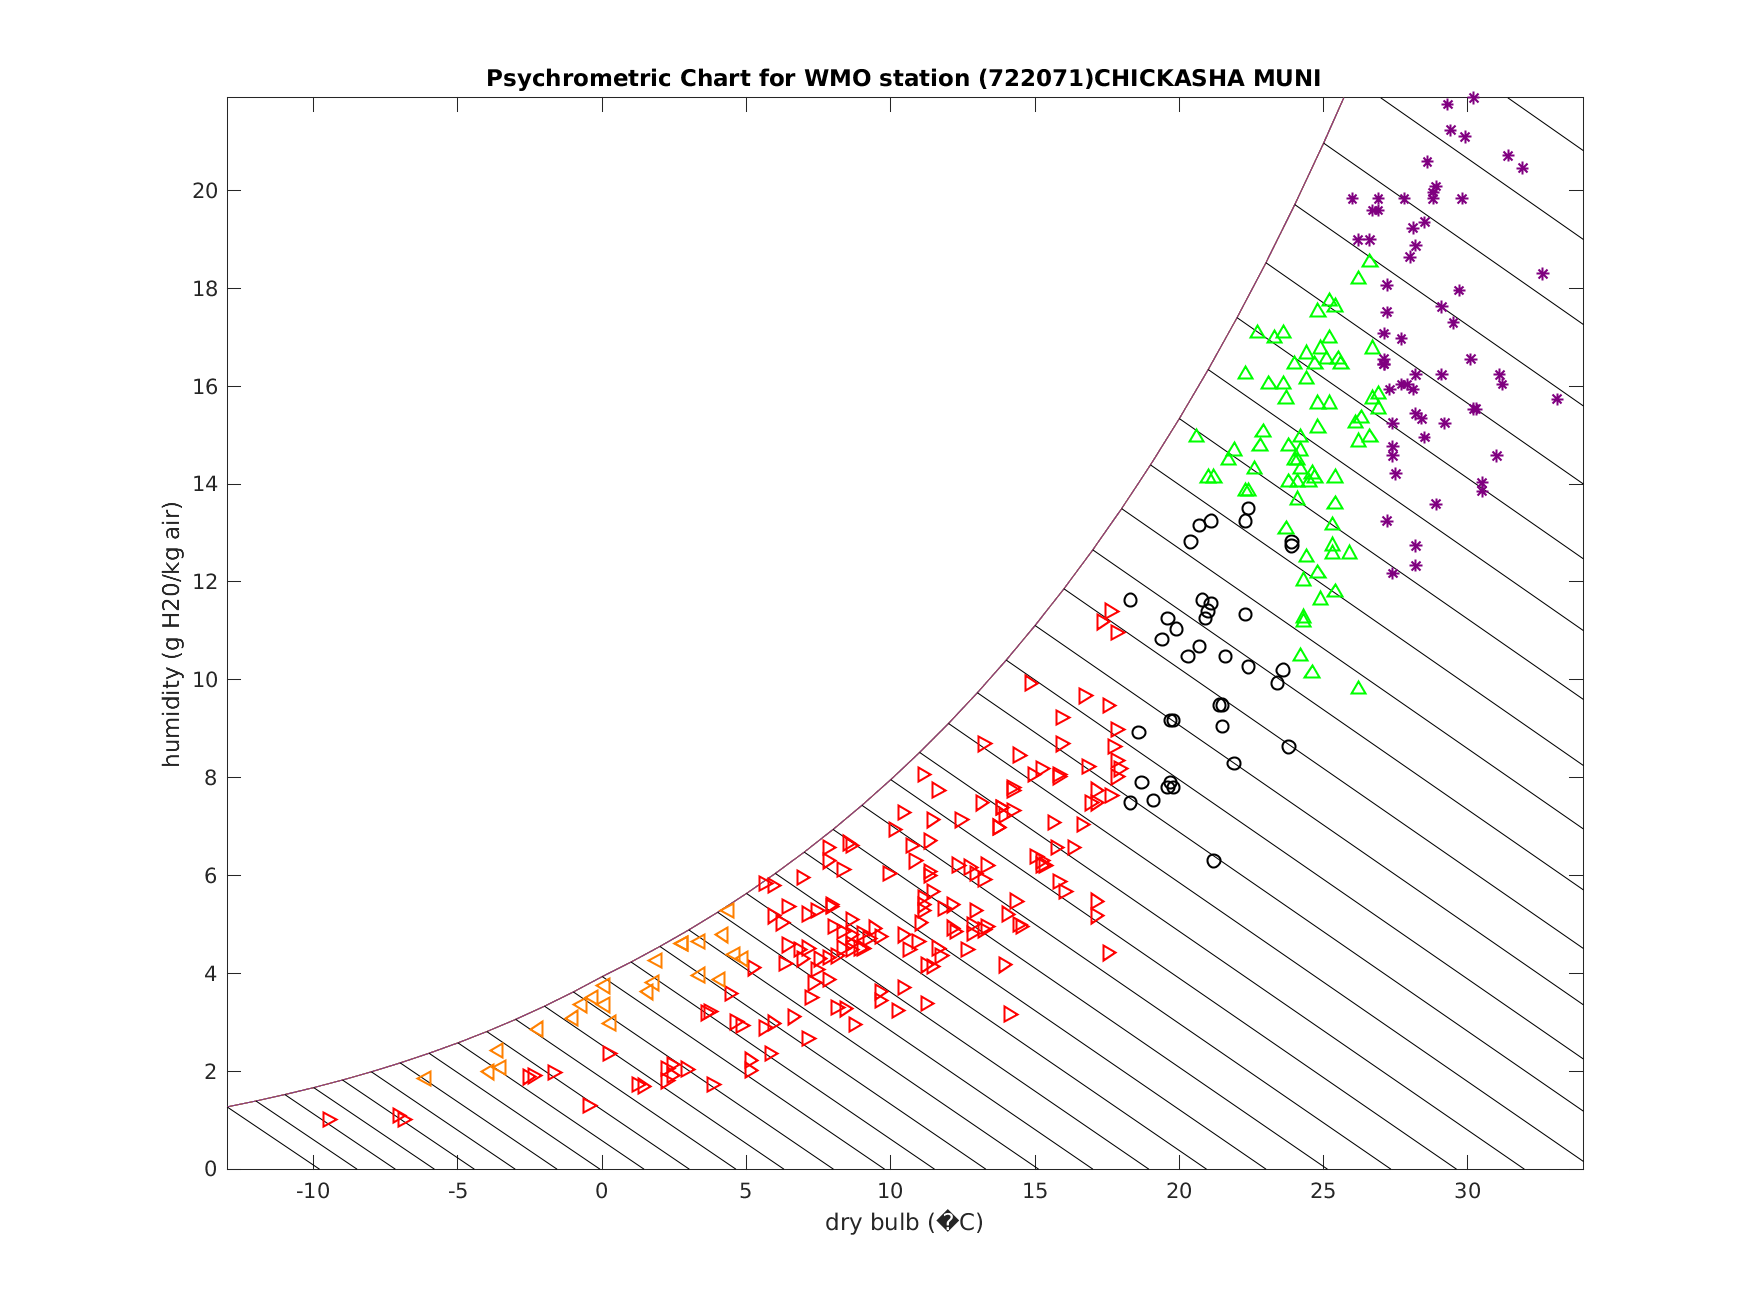 Psychrometric Chart for WMO station (722071)CHICKASHA MUNI
humidity (g H20/kg air)
20
18
16
14
12
10
8
6
4
2
0
-10 -5 0 5 10 15 20 25 30
dry bulb (�C)